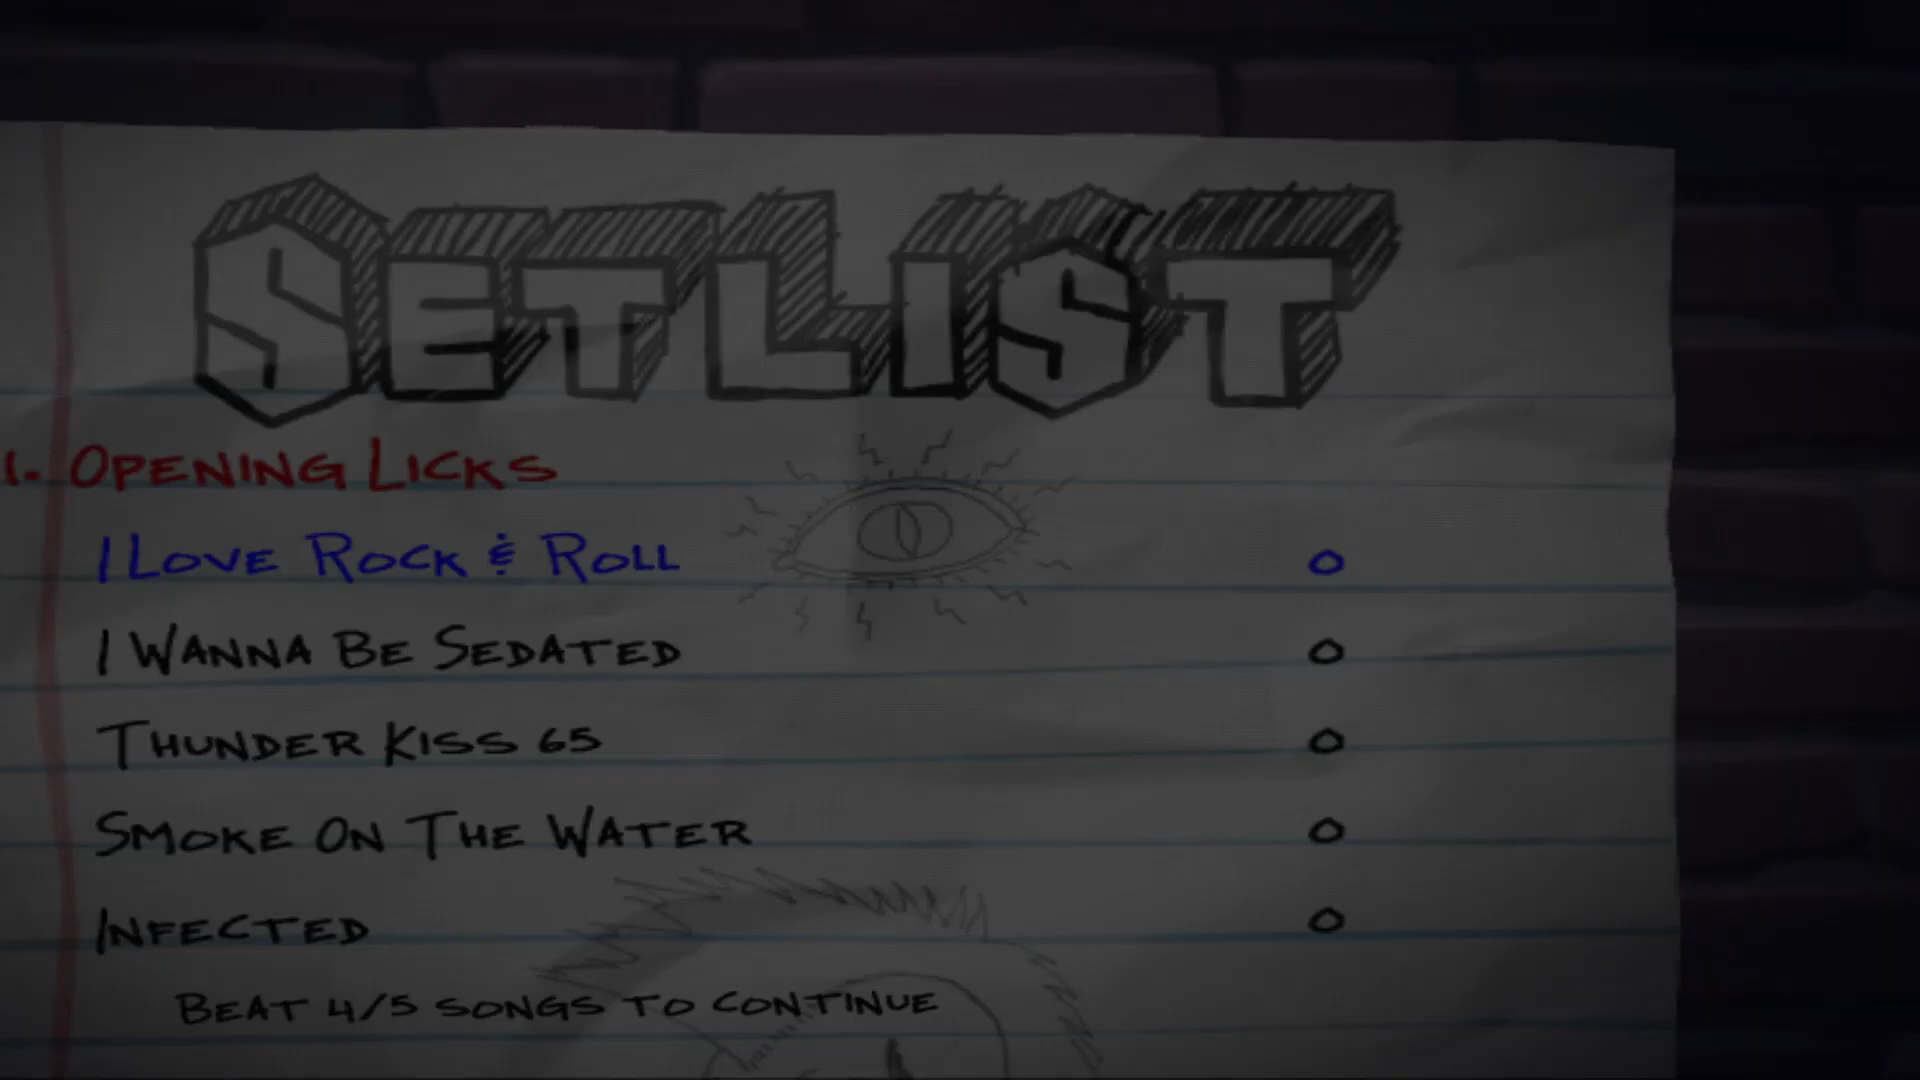 SETLIST
1. OPENING LICKS
I LOVE ROCK & ROLL 0
I WANNA BE SEDATED 0
THUNDER KISS 65 0
SMOKE ON THE WATER 0
INFECTED 0
BEAT 4/5 SONGS TO CONTINUE